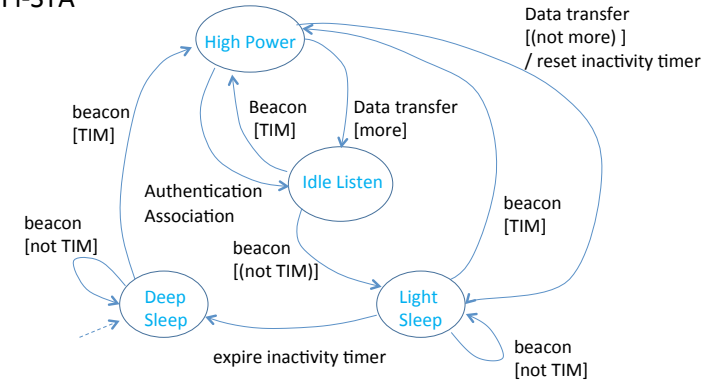 Data transfer
[(not more) ]
/ reset inactivity timer
High Power
beacon
[TIM]
Beacon
[TIM]
Data transfer
[more]
Idle Listen
Authentication
Association
beacon
[TIM]
beacon
[not TIM]
beacon
[(not TIM)]
Deep
Sleep
Light
Sleep
expire inactivity timer
beacon
[not TIM]